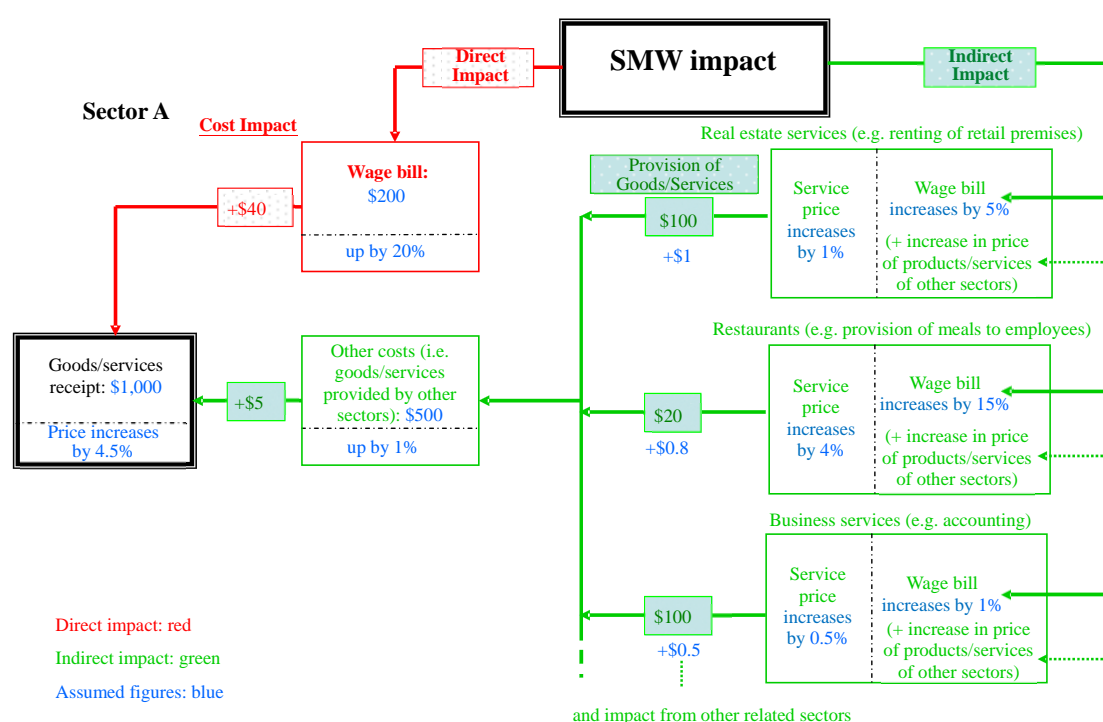 SMW impact
Direct
Impact
Indirect
Impact
Sector A
Cost Impact
Wage bill:
$200
up by 20%
+$40
Goods/services
receipt: $1,000
Price increases
by 4.5%
+$5
Other costs (i.e.
goods/services
provided by other
sectors): $500
up by 1%
Provision of
Goods/Services
Real estate services (e.g. renting of retail premises)
$100
+$1
Service
price
increases
by 1%
Wage bill
increases by 5%
(+ increase in price
of products/services
of other sectors)
Restaurants (e.g. provision of meals to employees)
$20
+$0.8
Service
price
increases
by 4%
Wage bill
increases by 15%
(+ increase in price
of products/services
of other sectors)
Business services (e.g. accounting)
$100
+$0.5
Service
price
increases
by 0.5%
Wage bill
increases by 1%
(+ increase in price
of products/services
of other sectors)
and impact from other related sectors
Direct impact: red
Indirect impact: green
Assumed figures: blue